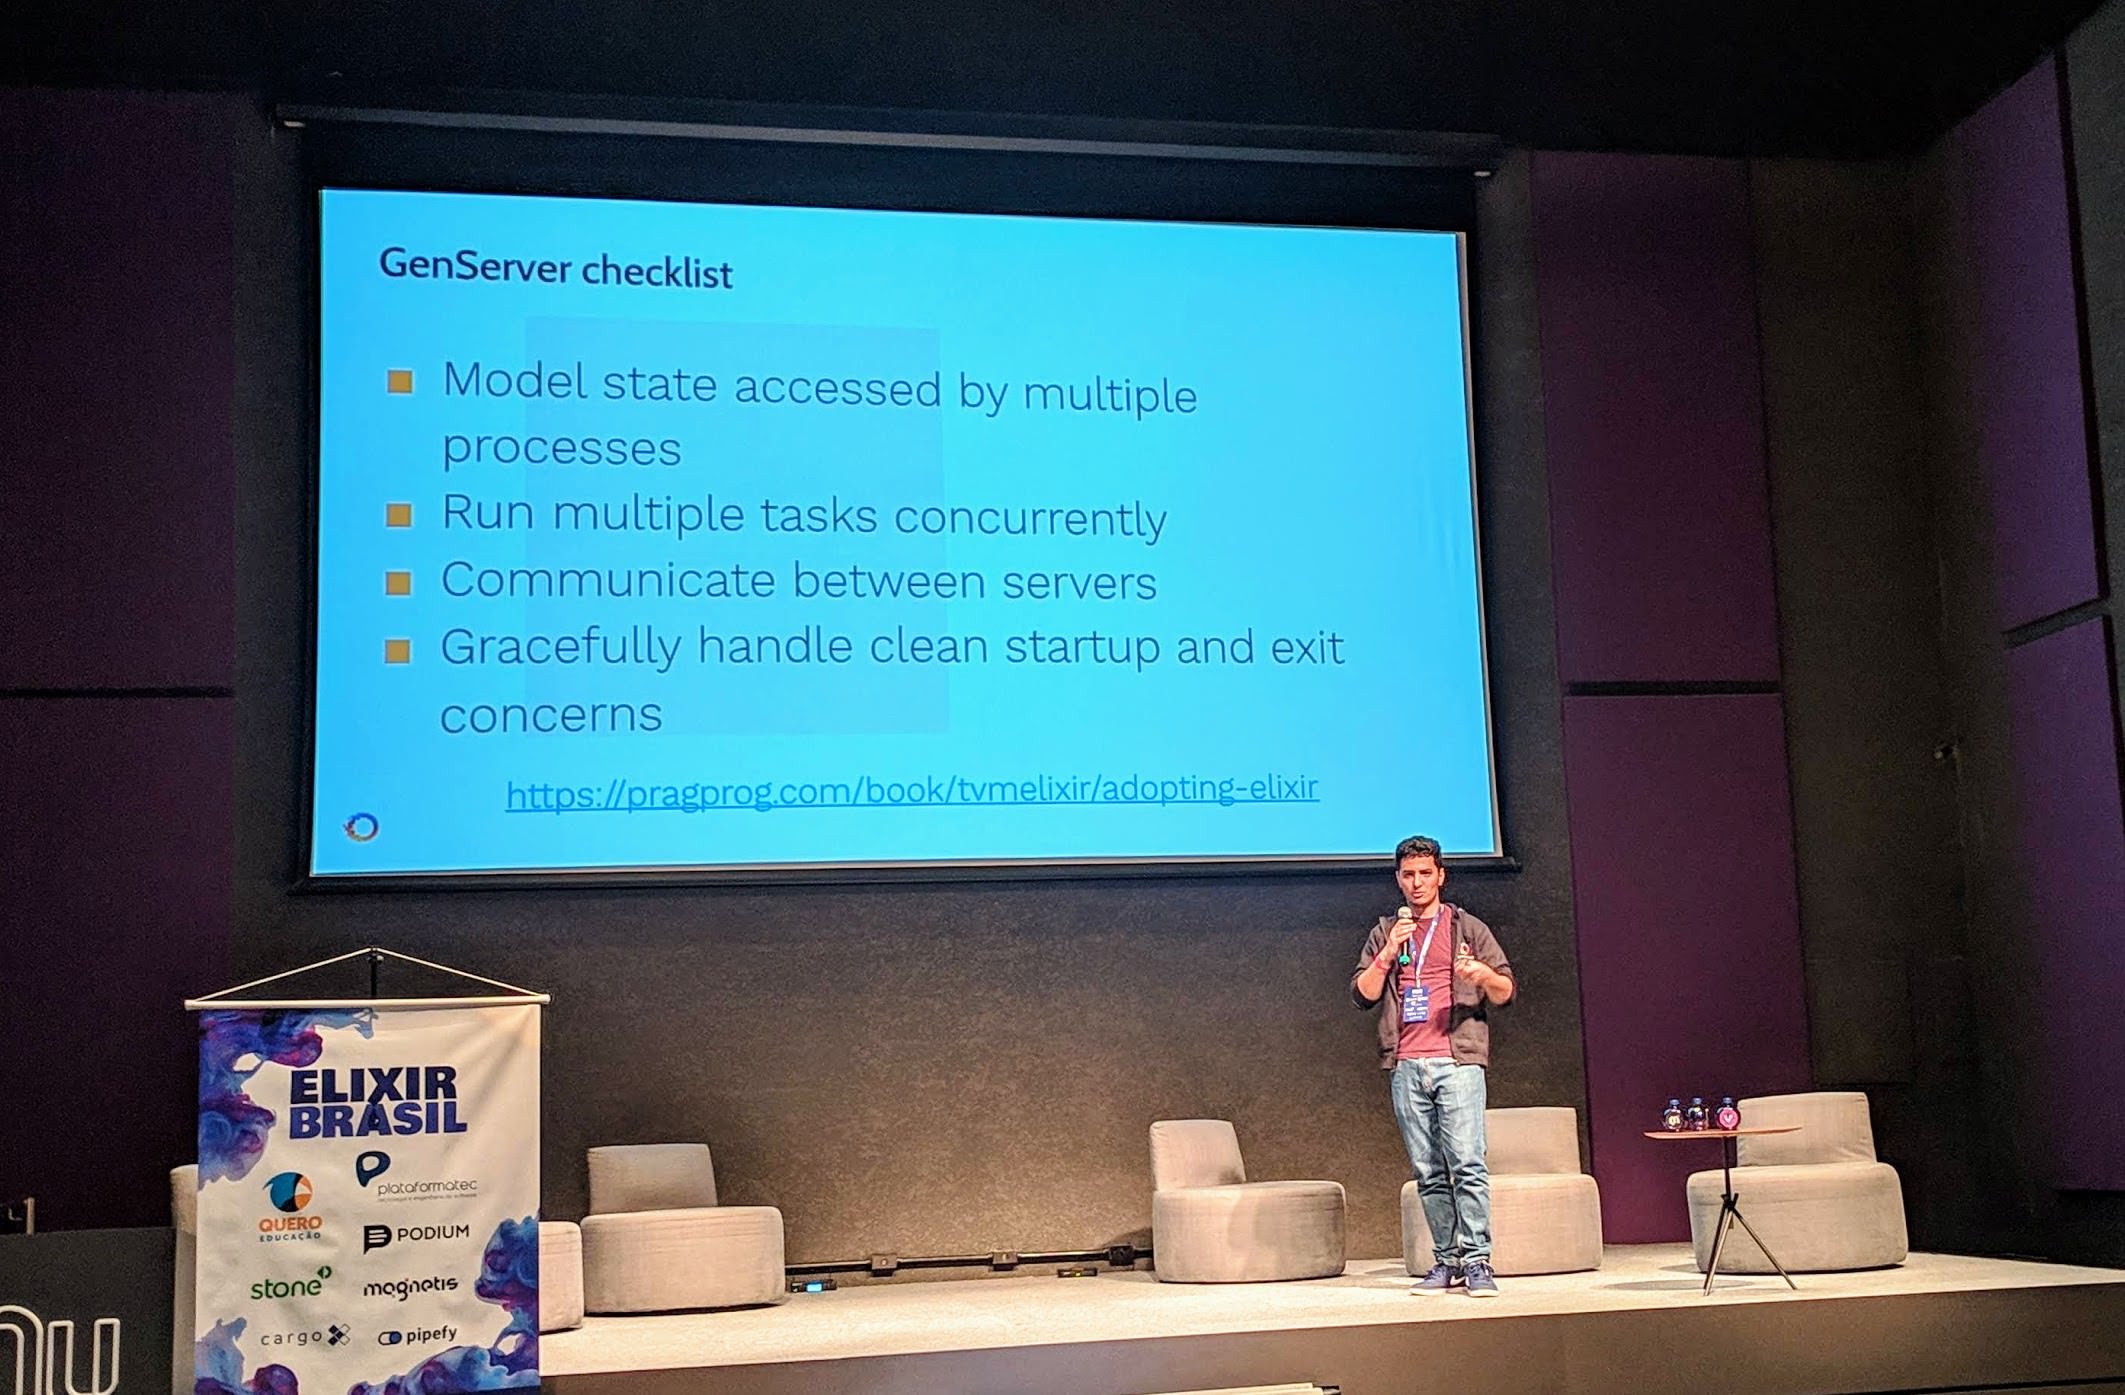 GenServer checklist
Model state accessed by multiple
processes
Run multiple tasks concurrently
Communicate between servers
Gracefully handle clean startup and exit
concerns
https://pragprog.com/book/tvmelixir/adopting-elixir
ELIXIR
BRASIL
plataformatec
QUERO
EDUCAÇÃO
PODIUM
stone
magnetis
cargo
pipefy
nu